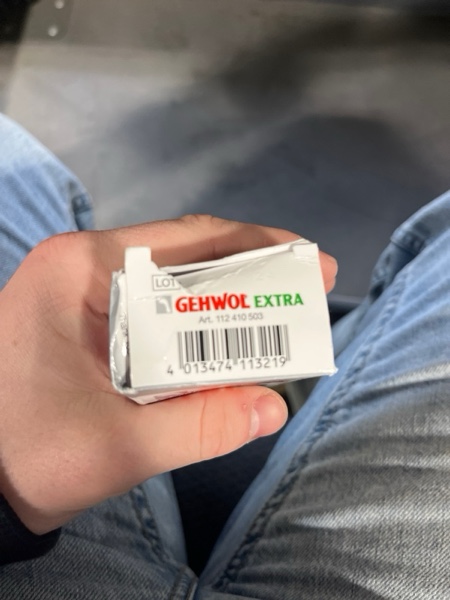 LOT
GEHWOL EXTRA
Art. 112 410 503
4 013474 113219